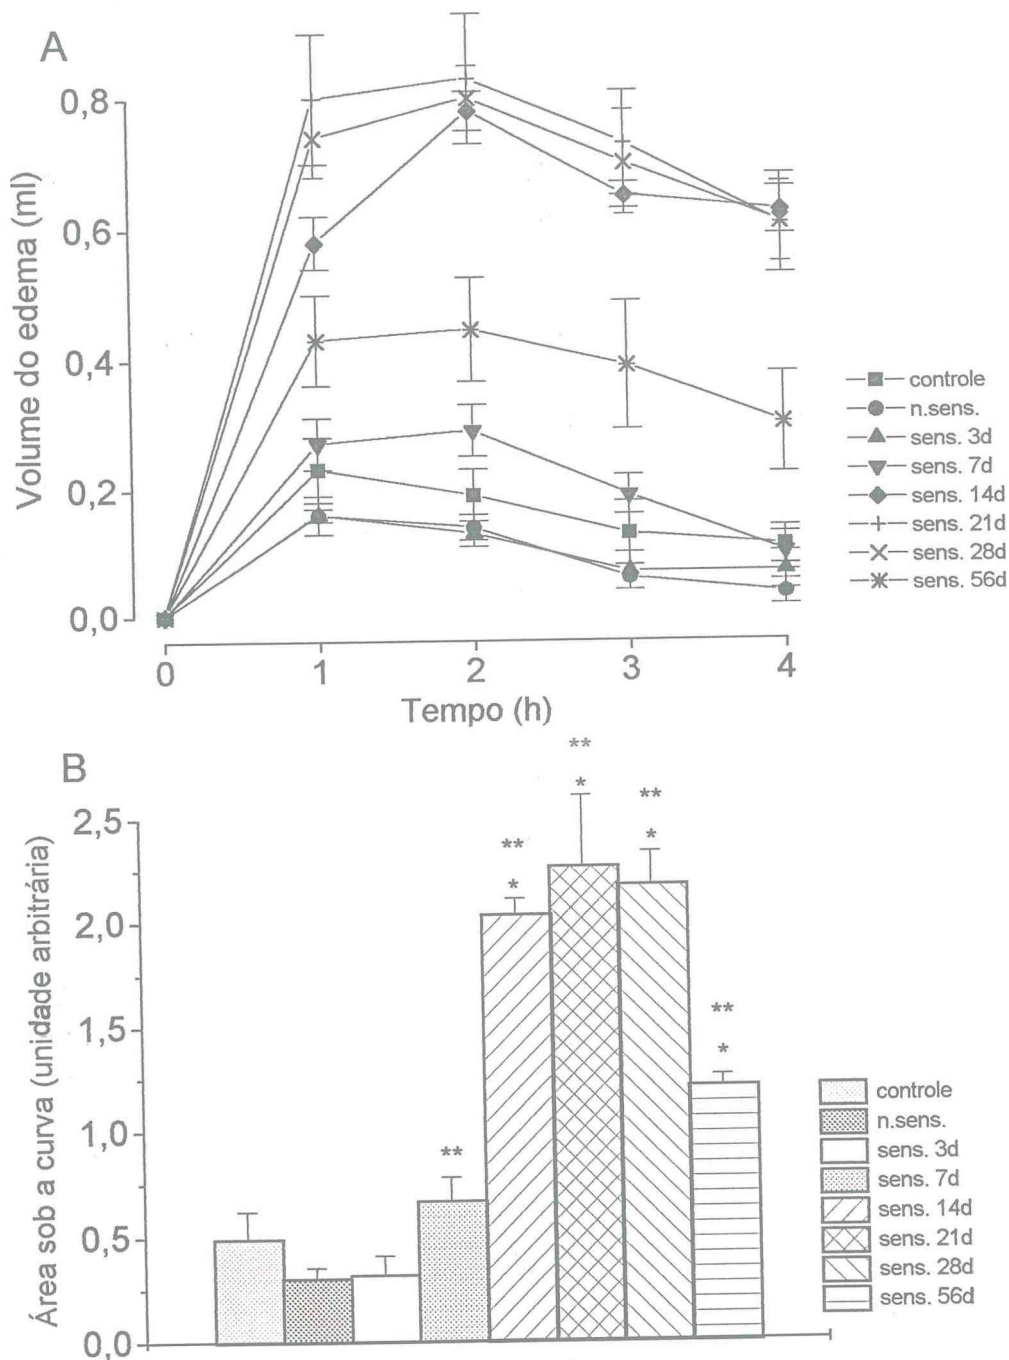 A
Volume do edema (ml)
0,8
0,6
0,4
0,2
0,0
0 1 2 3 4
Tempo (h)
controle
n.sens.
sens. 3d
sens. 7d
sens. 14d
sens. 21d
sens. 28d
sens. 56d
B
Área sob a curva (unidade arbitrária)
2,5
2,0
1,5
1,0
0,5
0,0
**
**
*
**
*
**
*
**
*
controle
n.sens.
sens. 3d
sens. 7d
sens. 14d
sens. 21d
sens. 28d
sens. 56d